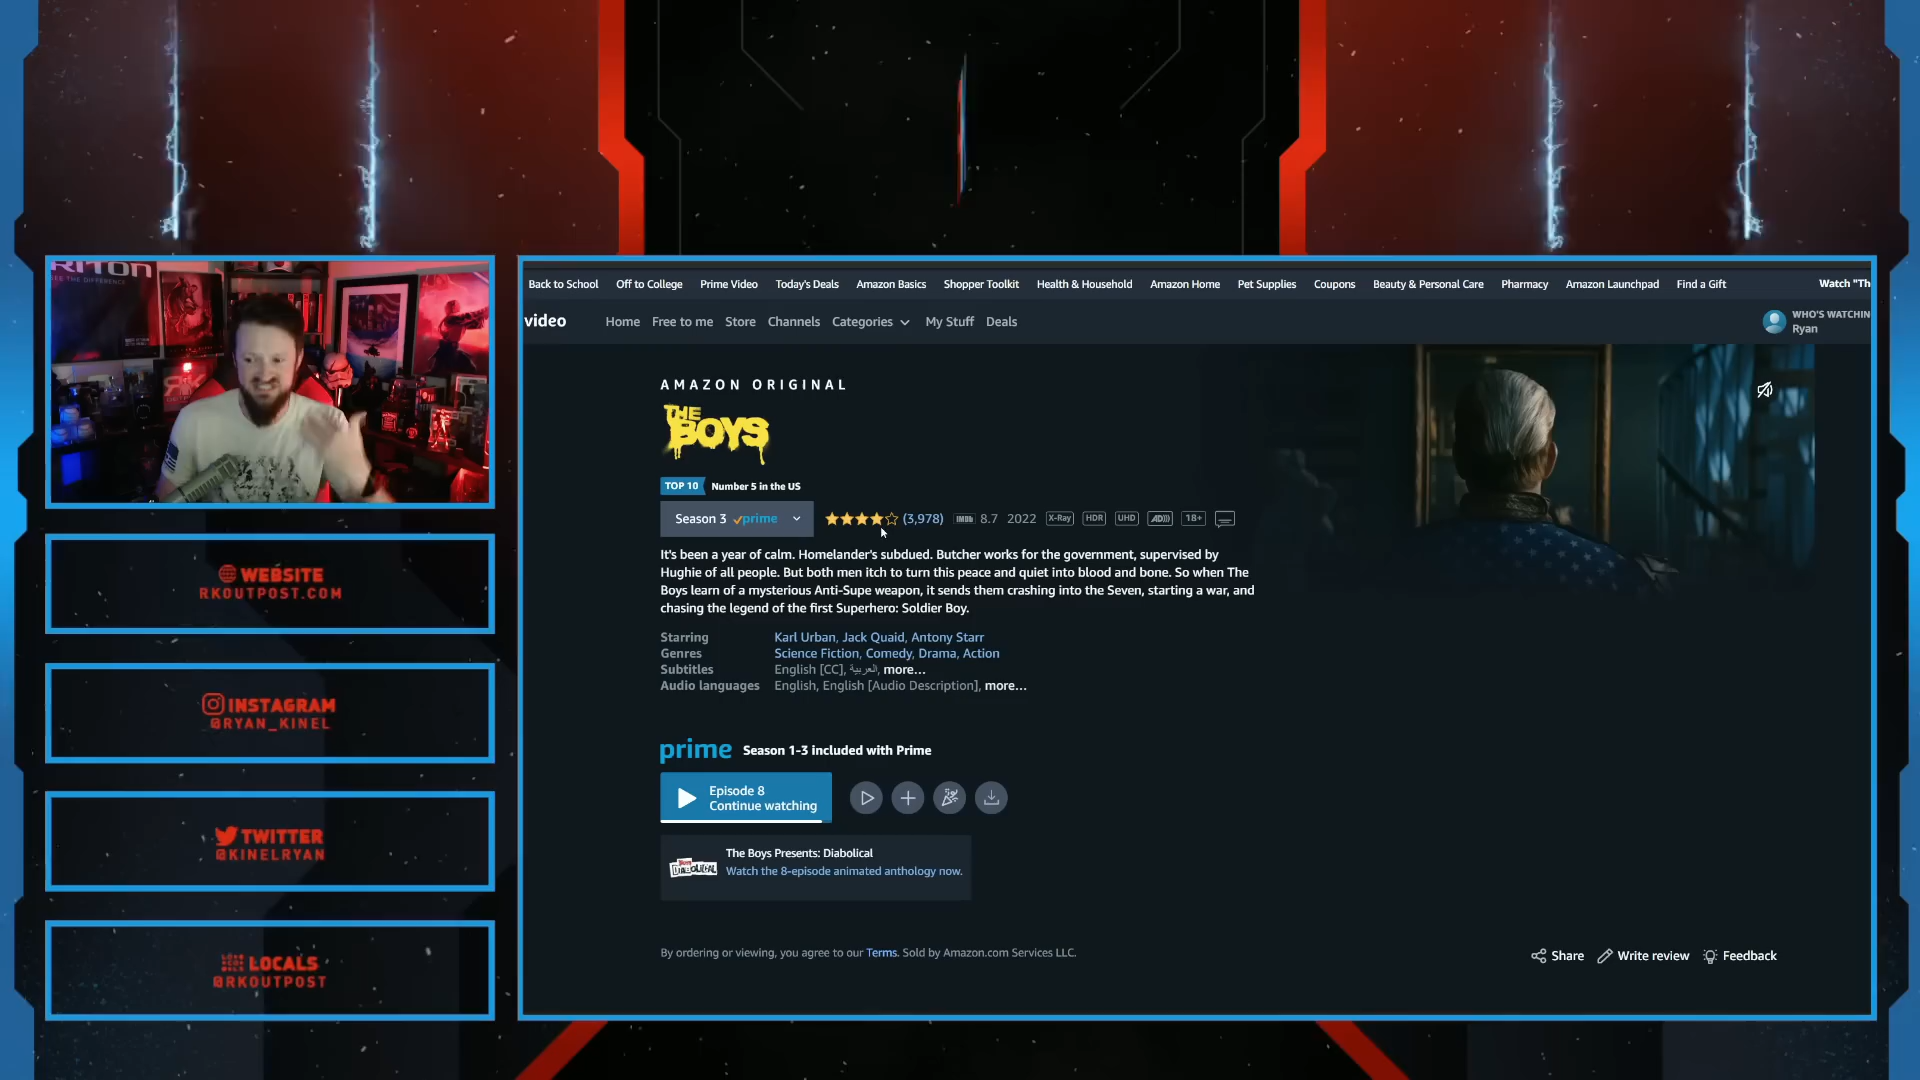 RITON
SEE THE DIFFERENCE
RK
WEBSITE
RKOUTPOST.COM
INSTAGRAM
@RYAN_KINEL
TWITTER
@KINELRYAN
LOCALS
@RKOUTPOST
Back to School Off to College Prime Video Today's Deals Amazon Basics Shopper Toolkit Health & Household Amazon Home Pet Supplies Coupons Beauty & Personal Care Pharmacy Amazon Launchpad Find a Gift Watch "Th
video Home Free to me Store Channels Categories My Stuff Deals
WHO'S WATCHIN
Ryan
AMAZON ORIGINAL
THE
BOYS
TOP 10 Number 5 in the US
Season 3 prime (3,978) IMDb 8.7 2022 X-Ray HDR UHD AD))) 18+
It's been a year of calm. Homelander's subdued. Butcher works for the government, supervised by
Hughie of all people. But both men itch to turn this peace and quiet into blood and bone. So when The
Boys learn of a mysterious Anti-Supe weapon, it sends them crashing into the Seven, starting a war, and
chasing the legend of the first Superhero: Soldier Boy.
Starring Karl Urban, Jack Quaid, Antony Starr
Genres Science Fiction, Comedy, Drama, Action
Subtitles English [CC], العربية, more...
Audio languages English, English [Audio Description], more...
prime Season 1-3 included with Prime
Episode 8
Continue watching
DIABOLICAL
The Boys Presents: Diabolical
Watch the 8-episode animated anthology now.
By ordering or viewing, you agree to our Terms. Sold by Amazon.com Services LLC.
Share Write review Feedback